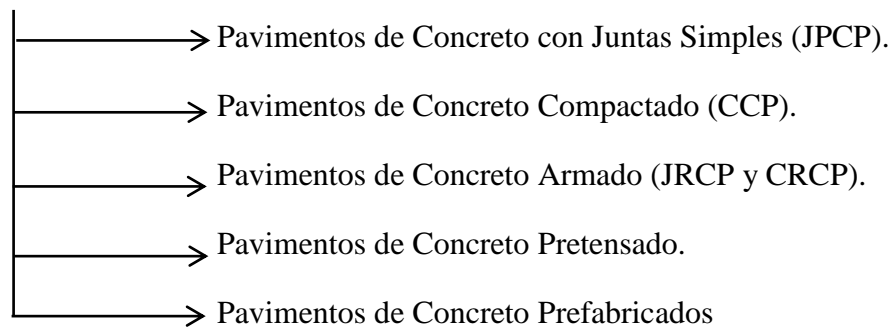 Pavimentos de Concreto con Juntas Simples (JPCP).
Pavimentos de Concreto Compactado (CCP).
Pavimentos de Concreto Armado (JRCP y CRCP).
Pavimentos de Concreto Pretensado.
Pavimentos de Concreto Prefabricados